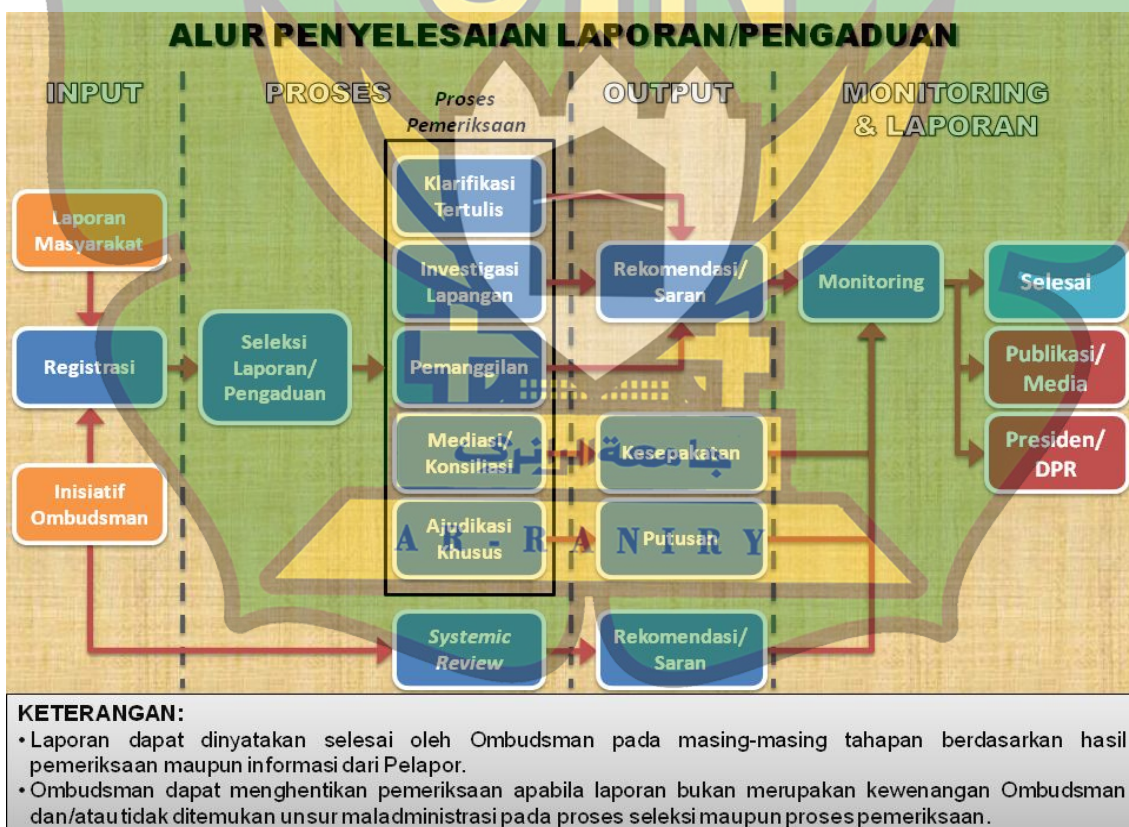 ALUR PENYELESAIAN LAPORAN/PENGADUAN
INPUT
PROSES
Proses
Pemeriksaan
OUTPUT
MONITORING
& LAPORAN
Laporan
Masyarakat
Registrasi
Inisiatif
Ombudsman
Seleksi
Laporan/
Pengaduan
Klarifikasi
Tertulis
Investigasi
Lapangan
Pemanggilan
Mediasi/
Konsiliasi
Ajudikasi
Khusus
Systemic
Review
Rekomendasi/
Saran
Kesepakatan
Putusan
Rekomendasi/
Saran
Monitoring
Selesai
Publikasi/
Media
Presiden/
DPR
جامعة الرانري
AR-RANIRY
KETERANGAN:
• Laporan dapat dinyatakan selesai oleh Ombudsman pada masing-masing tahapan berdasarkan hasil
pemeriksaan maupun informasi dari Pelapor.
• Ombudsman dapat menghentikan pemeriksaan apabila laporan bukan merupakan kewenangan Ombudsman
dan/atau tidak ditemukan unsur maladministrasi pada proses seleksi maupun proses pemeriksaan.